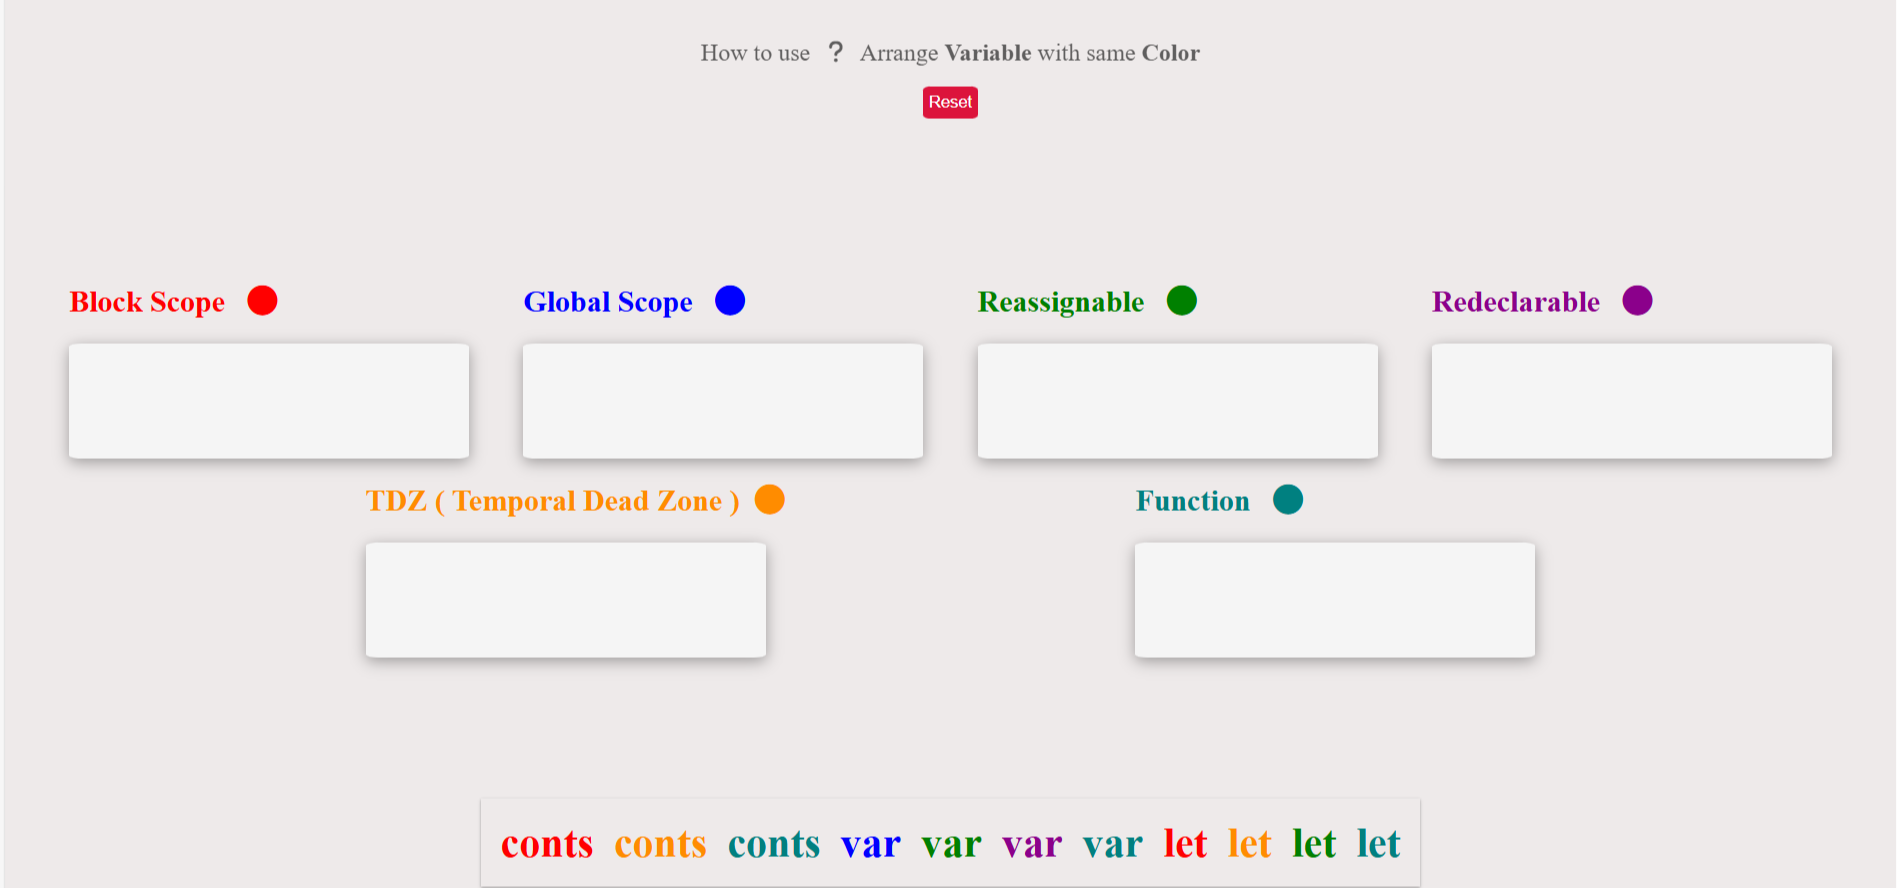 How to use ? Arrange Variable with same Color
Reset
Block Scope
Global Scope
Reassignable
Redeclarable
TDZ ( Temporal Dead Zone )
Function
conts conts conts var var var var let let let let